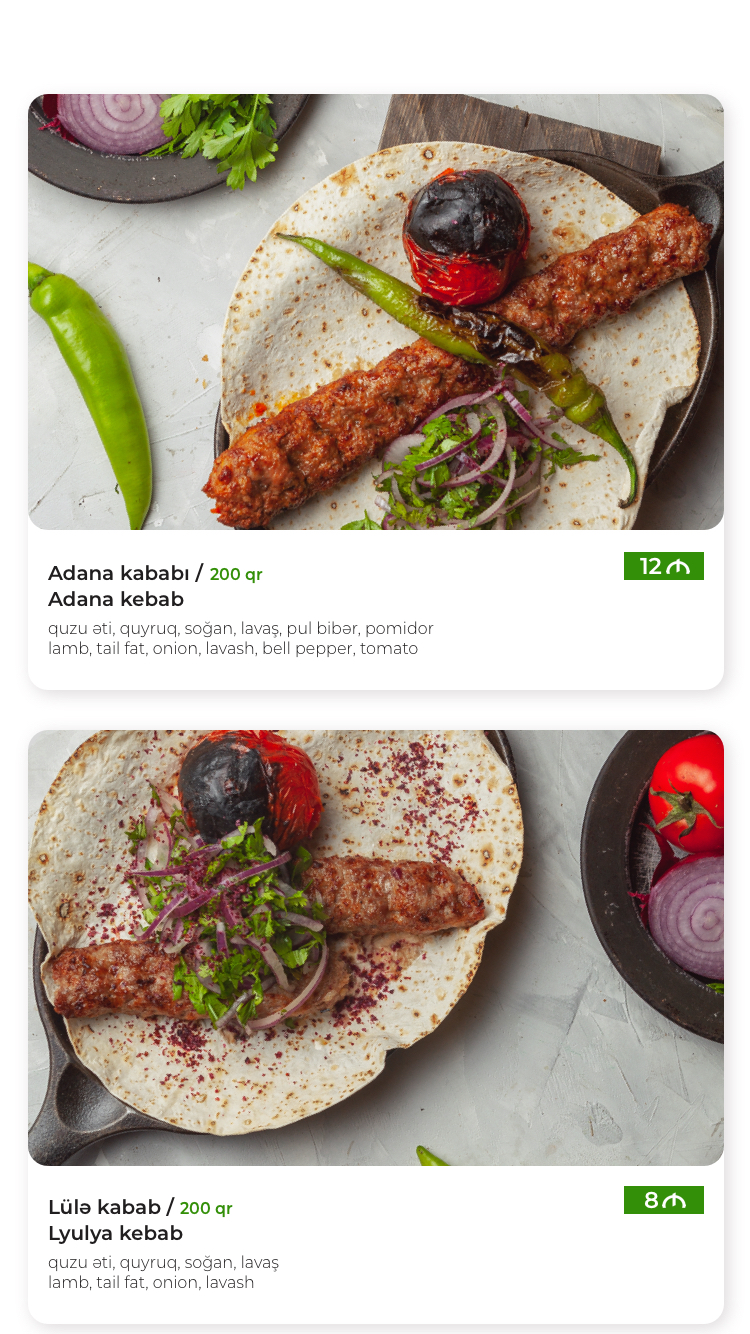 Adana kababı / 200 qr
12 ₼
Adana kebab
quzu əti, quyruq, soğan, lavaş, pul bibər, pomidor
lamb, tail fat, onion, lavash, bell pepper, tomato
Lülə kabab / 200 qr
8 ₼
Lyulya kebab
quzu əti, quyruq, soğan, lavaş
lamb, tail fat, onion, lavash